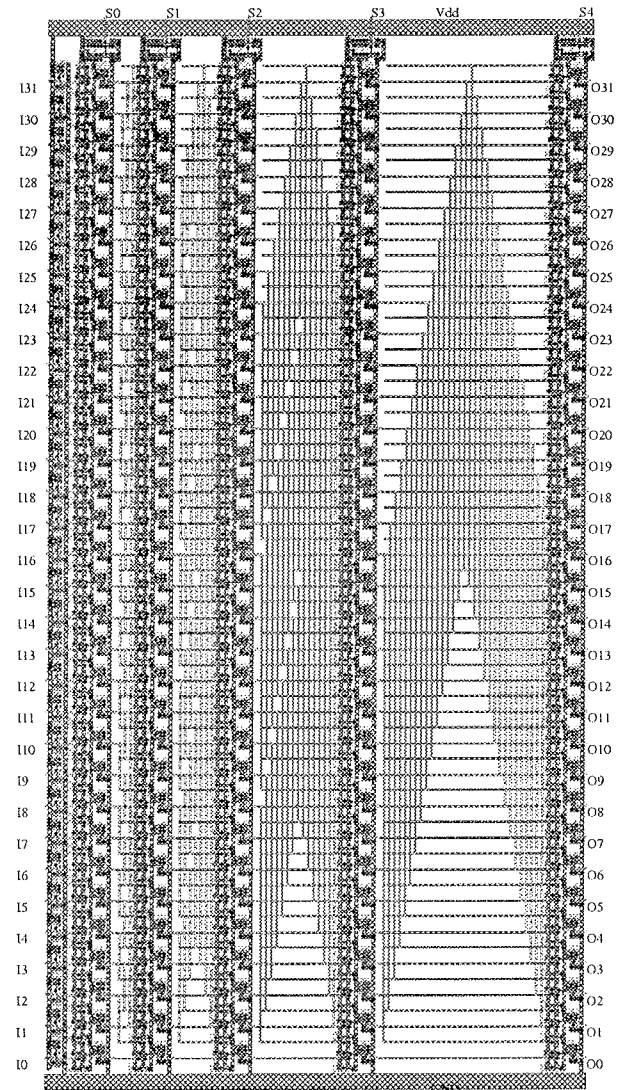 S0 S1 S2 S3 Vdd S4
I31 O31
I30 O30
I29 O29
I28 O28
I27 O27
I26 O26
I25 O25
I24 O24
I23 O23
I22 O22
I21 O21
I20 O20
I19 O19
I18 O18
I17 O17
I16 O16
I15 O15
I14 O14
I13 O13
I12 O12
I11 O11
I10 O10
I9 O9
I8 O8
I7 O7
I6 O6
I5 O5
I4 O4
I3 O3
I2 O2
I1 O1
I0 O0